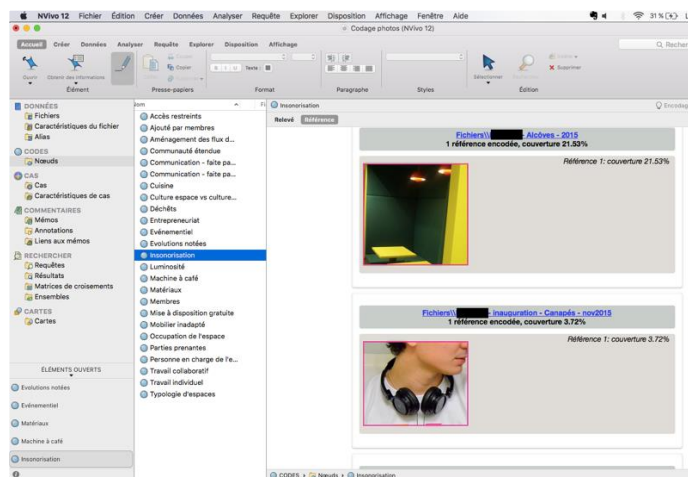 NVivo 12 Fichier Édition Créer Données Analyser Requête Explorer Disposition Affichage Fenêtre Aide 31 %
Codage photos (NVivo 12)
Accueil Créer Données Analyser Requête Explorer Disposition Affichage
Ouvrir Obtenir des informations
Copier
Texte
Sélectionner
Supprimer
Élément Presse-papiers Format Paragraphe Styles Édition
DONNÉES
Fichiers
Caractéristiques du fichier
Alias
CODES
Nœuds
CAS
Cas
Caractéristiques de cas
COMMENTAIRES
Mémos
Annotations
Liens aux mémos
RECHERCHER
Requêtes
Résultats
Matrices de croisements
Ensembles
CARTES
Cartes
ÉLÉMENTS OUVERTS
Evolutions notées
Evénementiel
Matériaux
Machine à café
Insonorisation
Accès restreints
Ajouté par membres
Aménagement des flux d...
Communauté étendue
Communication - faite pa...
Communication - faite pa...
Cuisine
Culture espace vs culture...
Déchêts
Entrepreneuriat
Evénementiel
Evolutions notées
Insonorisation
Luminosité
Machine à café
Matériaux
Membres
Mise à disposition gratuite
Mobilier inadapté
Occupation de l'espace
Parties prenantes
Personne en charge de l'e...
Travail collaboratif
Travail individuel
Typologie d'espaces
Insonorisation
Relevé Référence
Fichiers\\ - Alcôves - 2015
1 référence encodée, couverture 21.53%
Référence 1: couverture 21.53%
Fichiers\\ - inauguration - Canapés - nov2015
1 référence encodée, couverture 3.72%
Référence 1: couverture 3.72%
CODES Nœuds Insonorisation